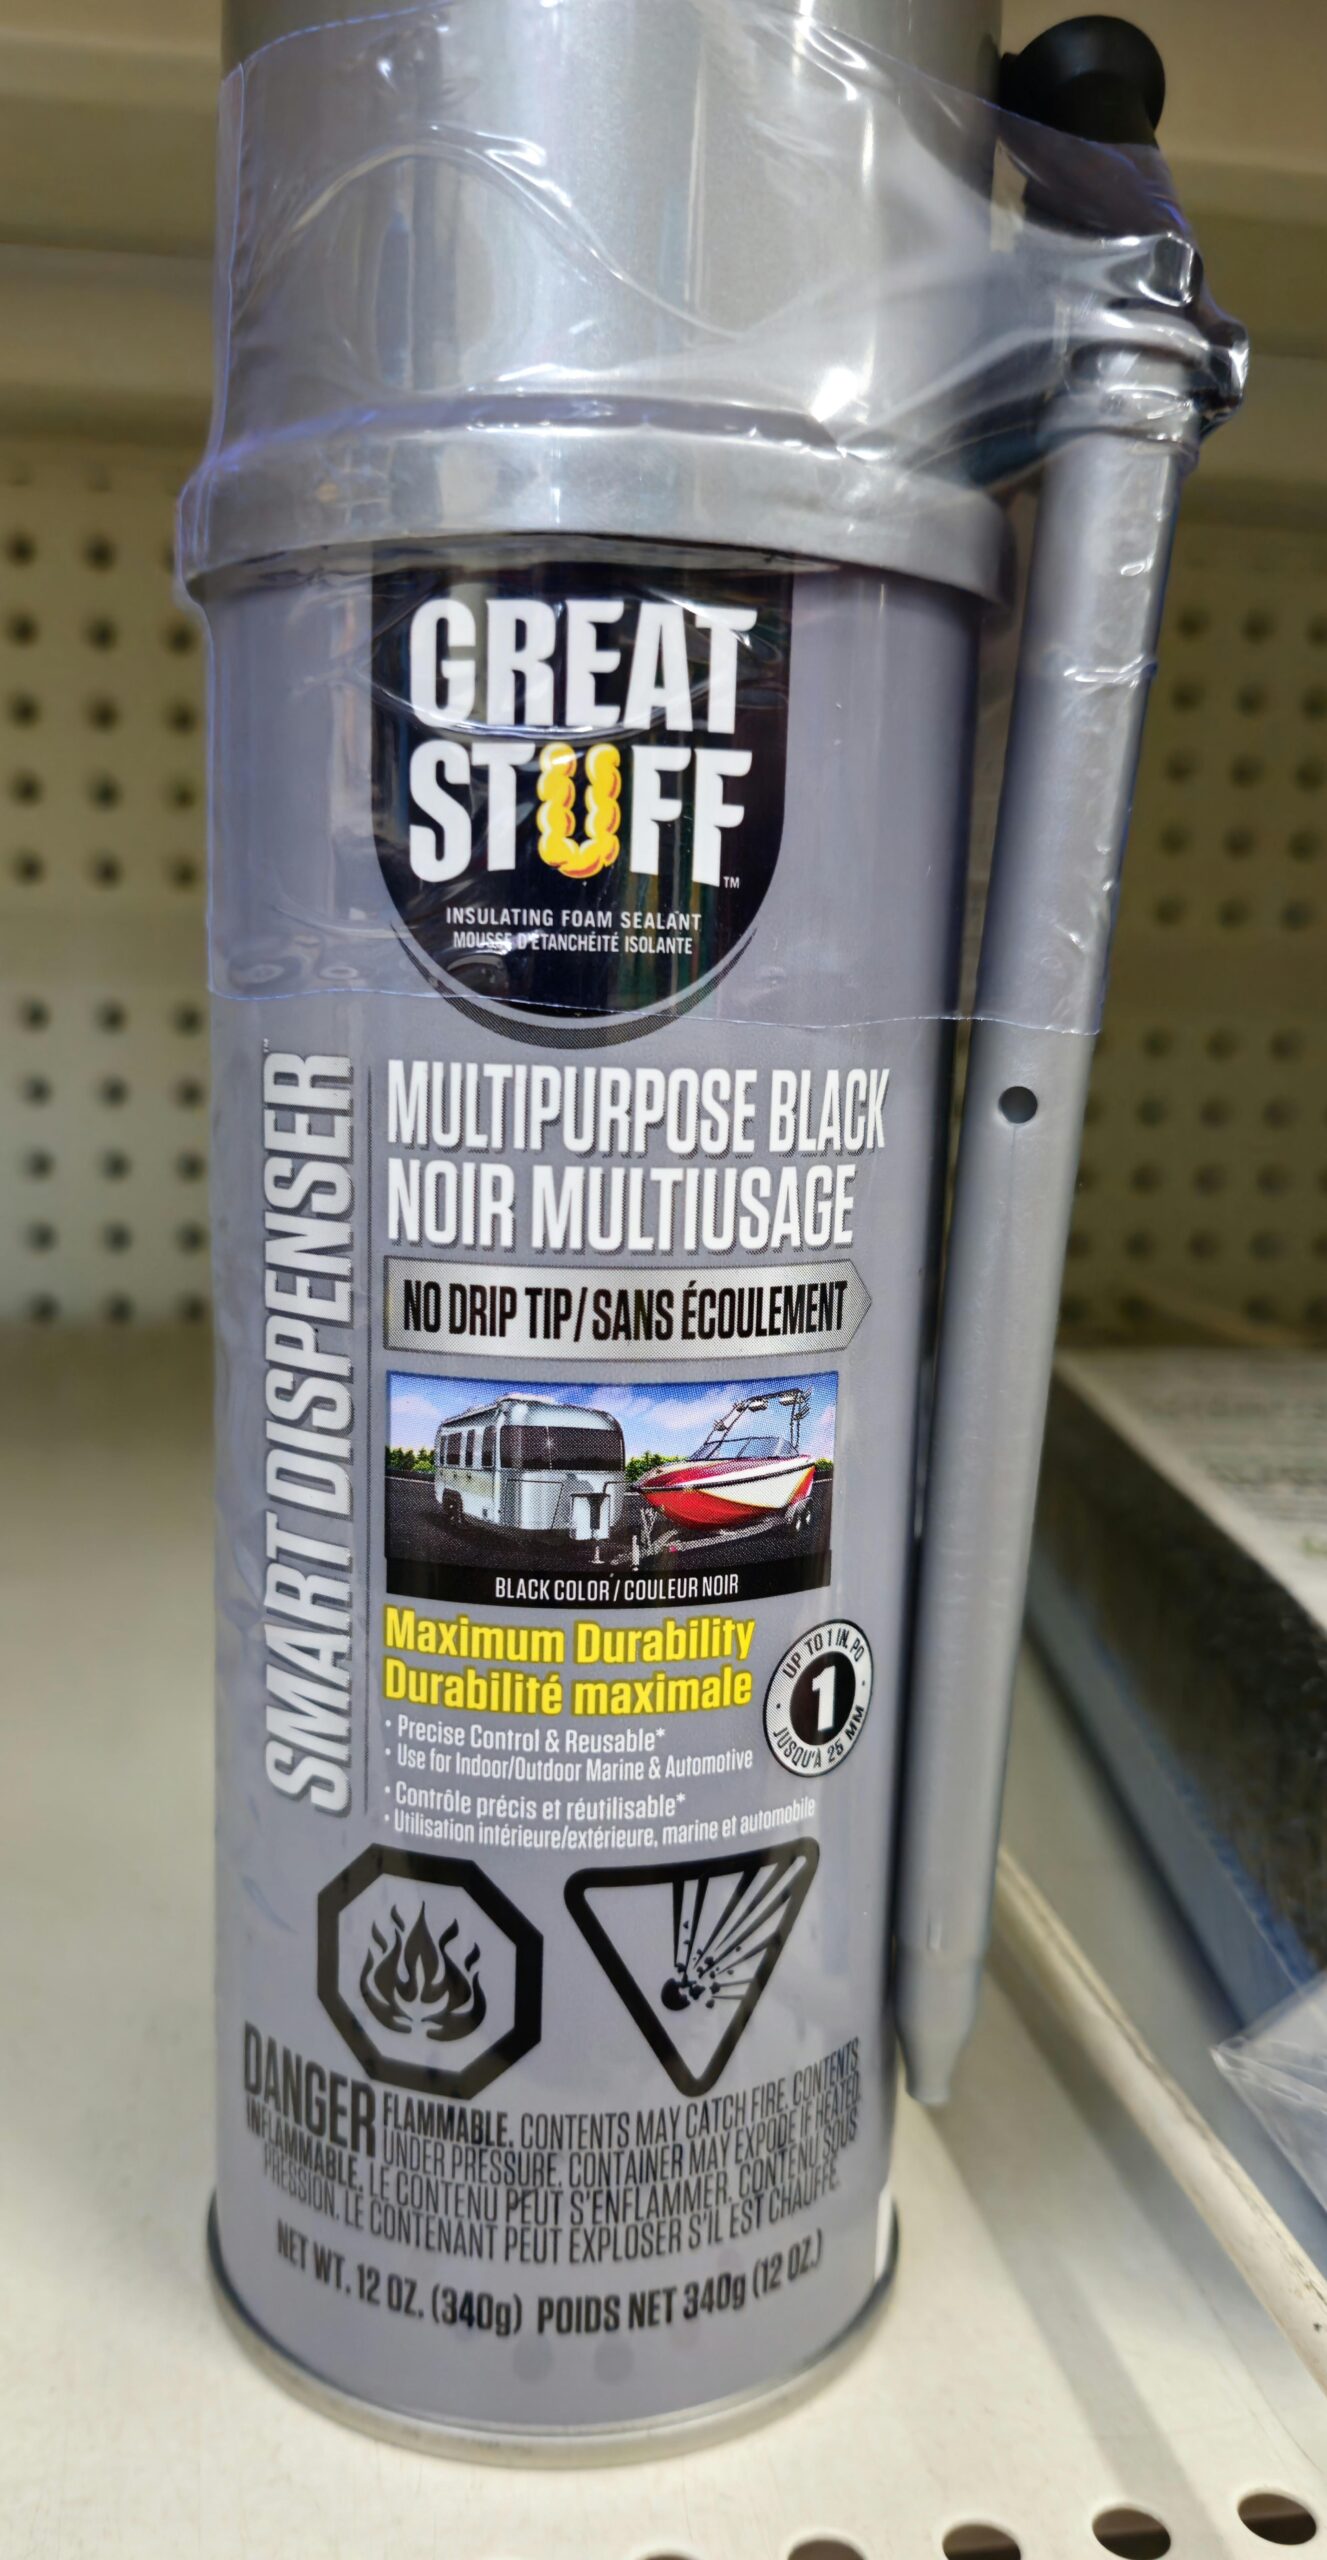 GREAT
STUFF™
INSULATING FOAM SEALANT
MOUSSE D'ÉTANCHÉITÉ ISOLANTE
SMART DISPENSER™
MULTIPURPOSE BLACK
NOIR MULTIUSAGE
NO DRIP TIP/SANS ÉCOULEMENT
BLACK COLOR / COULEUR NOIR
Maximum Durability
Durabilité maximale
• Precise Control & Reusable*
• Use for Indoor/Outdoor Marine & Automotive
• Contrôle précis et réutilisable*
• Utilisation intérieure/extérieure, marine et automobile
UP TO 1 IN. PO
1
JUSQU'À 25 MM
DANGER FLAMMABLE. CONTENTS MAY CATCH FIRE. CONTENTS
UNDER PRESSURE. CONTAINER MAY EXPODE IF HEATED.
INFLAMMABLE. LE CONTENU PEUT S'ENFLAMMER. CONTENU SOUS
PRESSION. LE CONTENANT PEUT EXPLOSER S'IL EST CHAUFFÉ.
NET WT. 12 OZ. (340g) POIDS NET 340g (12 OZ.)